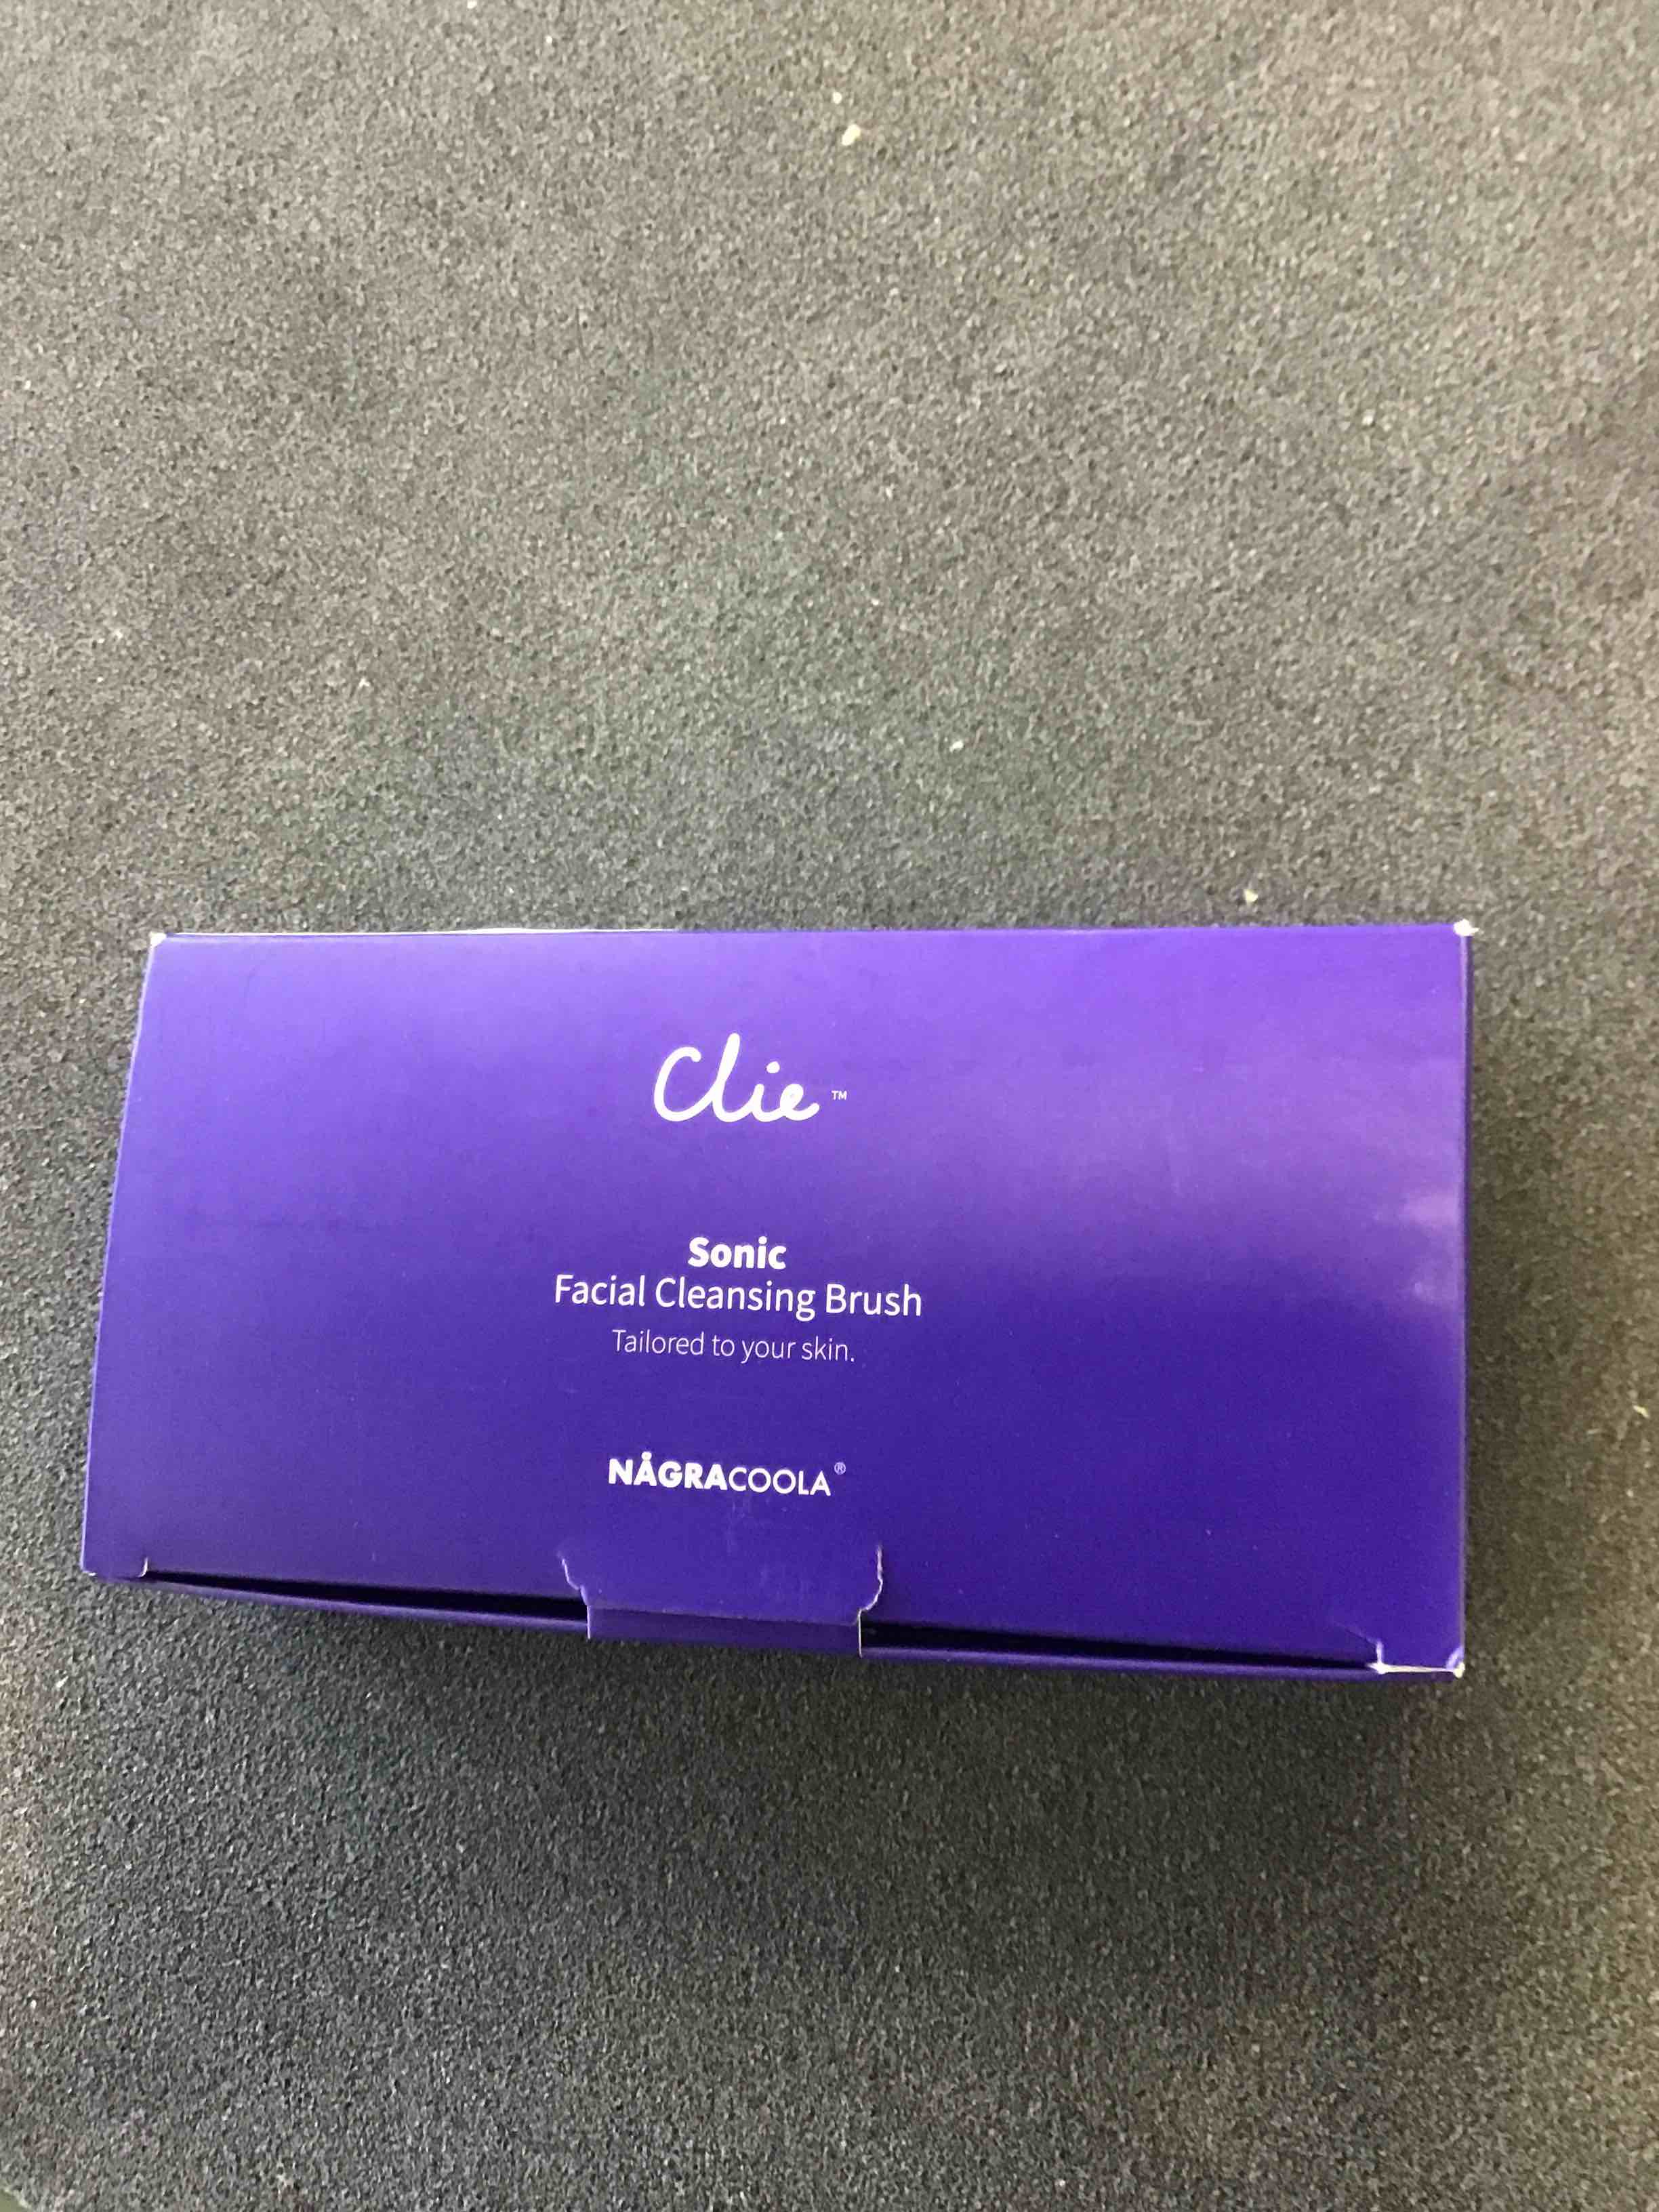 Clie™
Sonic
Facial Cleansing Brush
Tailored to your skin.
NÅGRACOOLA®